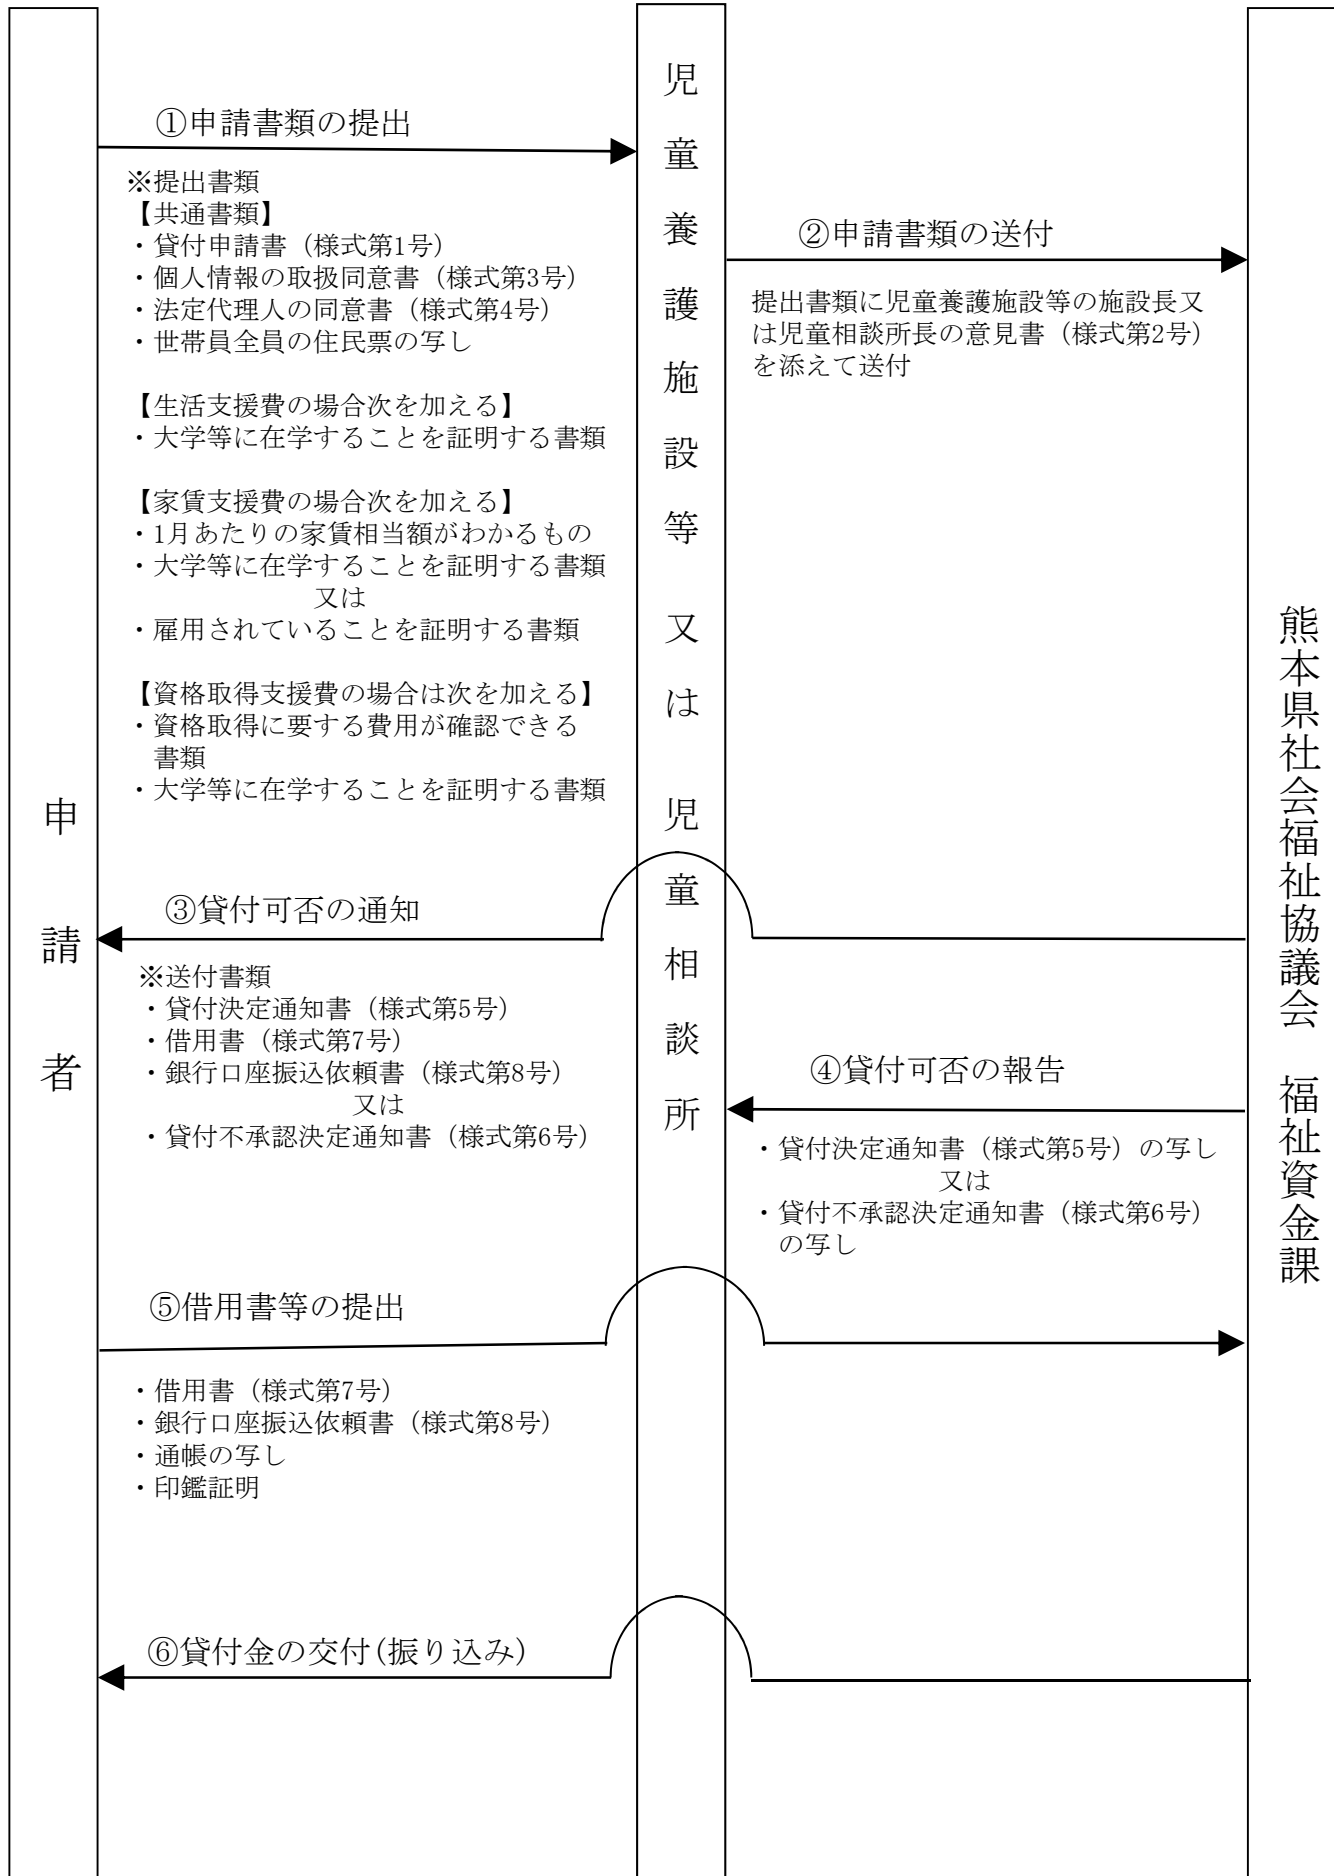 申請者
①申請書類の提出
※提出書類
【共通書類】
・貸付申請書（様式第1号）
・個人情報の取扱同意書（様式第3号）
・法定代理人の同意書（様式第4号）
・世帯員全員の住民票の写し
【生活支援費の場合次を加える】
・大学等に在学することを証明する書類
【家賃支援費の場合次を加える】
・1月あたりの家賃相当額がわかるもの
・大学等に在学することを証明する書類
又は
・雇用されていることを証明する書類
【資格取得支援費の場合は次を加える】
・資格取得に要する費用が確認できる
書類
・大学等に在学することを証明する書類
児童養護施設等 又は 児童相談所
②申請書類の送付
提出書類に児童養護施設等の施設長又
は児童相談所長の意見書（様式第2号）
を添えて送付
熊本県社会福祉協議会 福祉資金課
③貸付可否の通知
※送付書類
・貸付決定通知書（様式第5号）
・借用書（様式第7号）
・銀行口座振込依頼書（様式第8号）
又は
・貸付不承認決定通知書（様式第6号）
④貸付可否の報告
・貸付決定通知書（様式第5号）の写し
又は
・貸付不承認決定通知書（様式第6号）
の写し
⑤借用書等の提出
・借用書（様式第7号）
・銀行口座振込依頼書（様式第8号）
・通帳の写し
・印鑑証明
⑥貸付金の交付(振り込み)